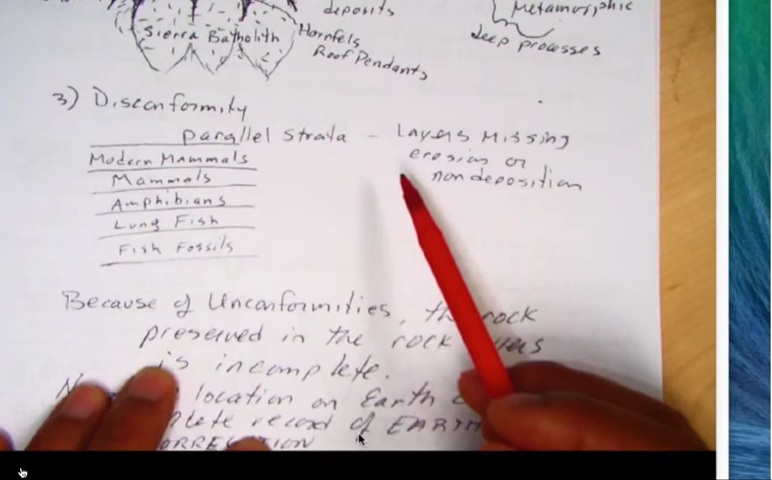 deposits
Metamorphic
Sierra Batholith
Hornfels
Roof Pendants
deep processes
3) Disconformity
parallel strata - Layers Missing
erosion or
nondeposition
Modern Mammals
Mammals
Amphibians
Lung Fish
Fish Fossils
Because of Unconformities, rock
preserved in the rock
is incomplete.
location on Earth
record of EARTH